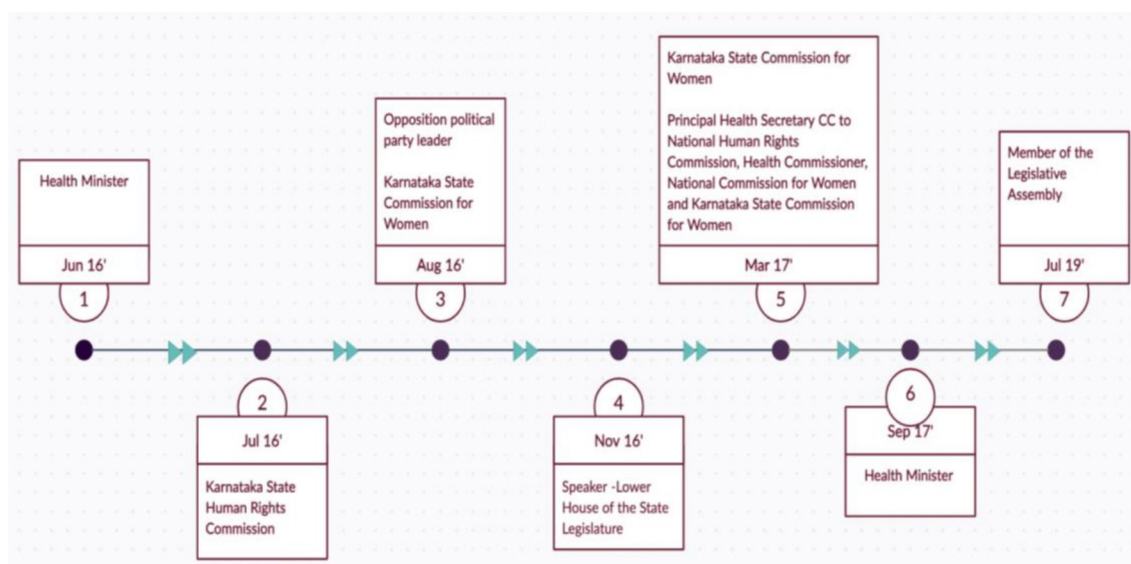 Health Minister
Jun 16'
1
2
Jul 16'
Karnataka State
Human Rights
Commission
Opposition political
party leader
Karnataka State
Commission for
Women
Aug 16'
3
4
Nov 16'
Speaker -Lower
House of the State
Legislature
Karnataka State Commission for
Women
Principal Health Secretary CC to
National Human Rights
Commission, Health Commissioner,
National Commission for Women
and Karnataka State Commission
for Women
Mar 17'
5
6
Sep 17'
Health Minister
Member of the
Legislative
Assembly
Jul 19'
7